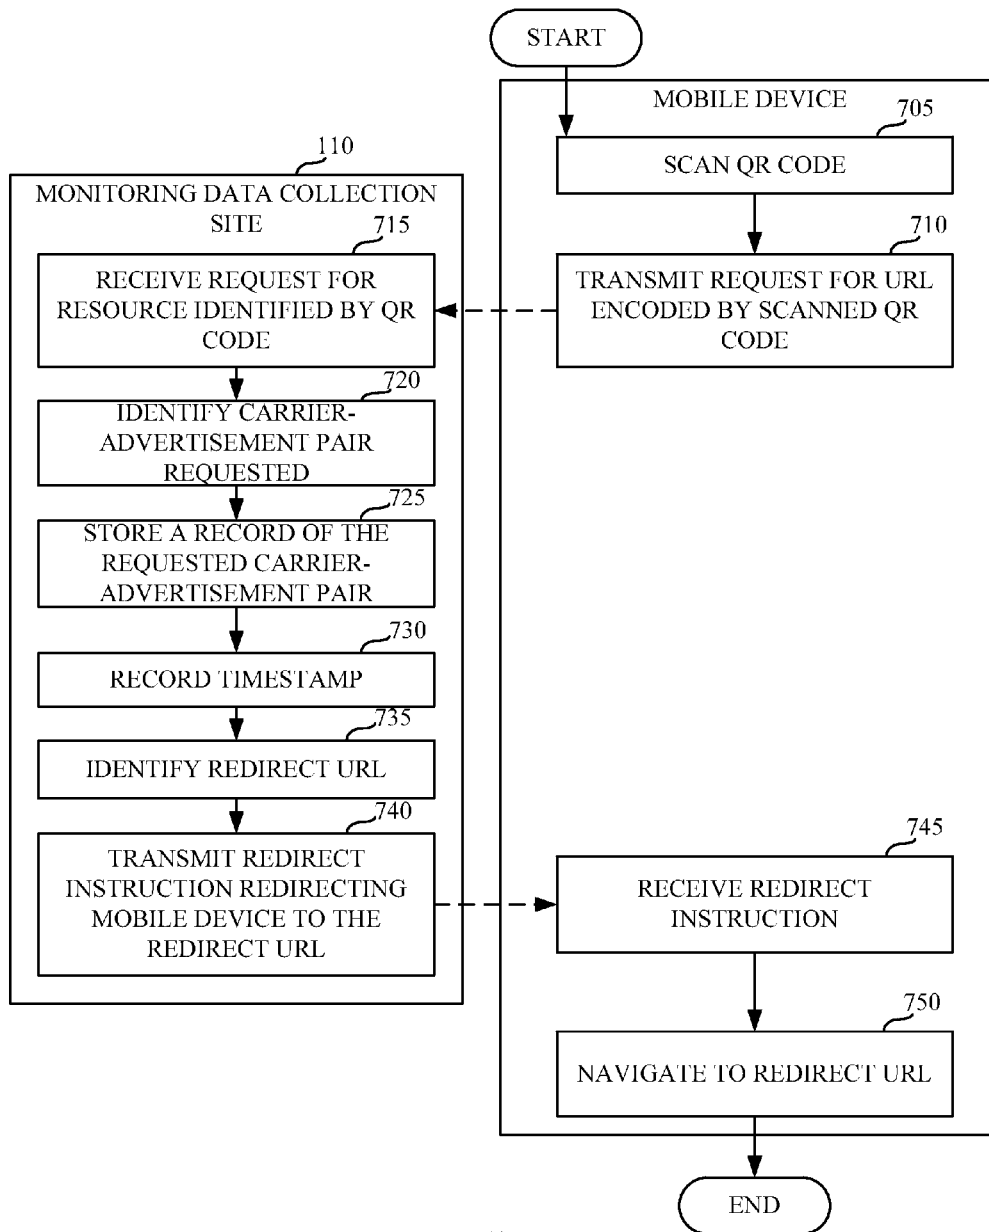 START
MOBILE DEVICE
705
SCAN QR CODE
710
TRANSMIT REQUEST FOR URL
ENCODED BY SCANNED QR
CODE
110
MONITORING DATA COLLECTION
SITE
715
RECEIVE REQUEST FOR
RESOURCE IDENTIFIED BY QR
CODE
720
IDENTIFY CARRIER-
ADVERTISEMENT PAIR
REQUESTED
725
STORE A RECORD OF THE
REQUESTED CARRIER-
ADVERTISEMENT PAIR
730
RECORD TIMESTAMP
735
IDENTIFY REDIRECT URL
740
TRANSMIT REDIRECT
INSTRUCTION REDIRECTING
MOBILE DEVICE TO THE
REDIRECT URL
745
RECEIVE REDIRECT
INSTRUCTION
750
NAVIGATE TO REDIRECT URL
END